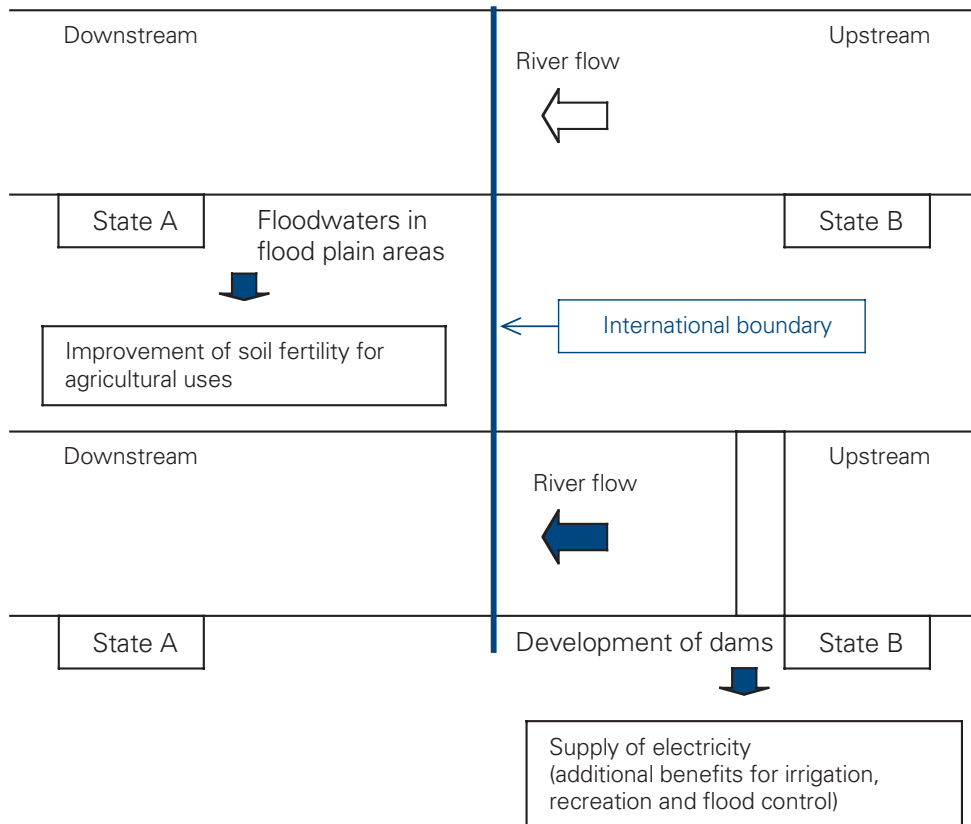 Downstream
Upstream
River flow
State A
Floodwaters in
flood plain areas
State B
International boundary
Improvement of soil fertility for
agricultural uses
Downstream
Upstream
River flow
State A
Development of dams
State B
Supply of electricity
(additional benefits for irrigation,
recreation and flood control)